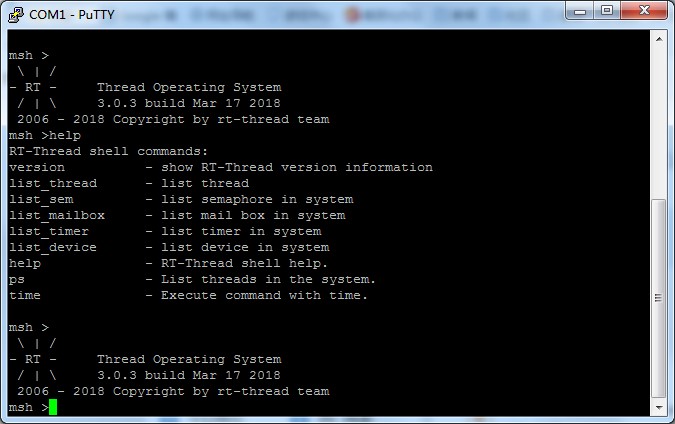 COM1 - PuTTY
msh >
\ | /
- RT -     Thread Operating System
/ | \     3.0.3 build Mar 17 2018
2006 - 2018 Copyright by rt-thread team
msh >help
RT-Thread shell commands:
version          - show RT-Thread version information
list_thread      - list thread
list_sem         - list semaphore in system
list_mailbox     - list mail box in system
list_timer       - list timer in system
list_device      - list device in system
help             - RT-Thread shell help.
ps               - List threads in the system.
time             - Execute command with time.
msh >
\ | /
- RT -     Thread Operating System
/ | \     3.0.3 build Mar 17 2018
2006 - 2018 Copyright by rt-thread team
msh >